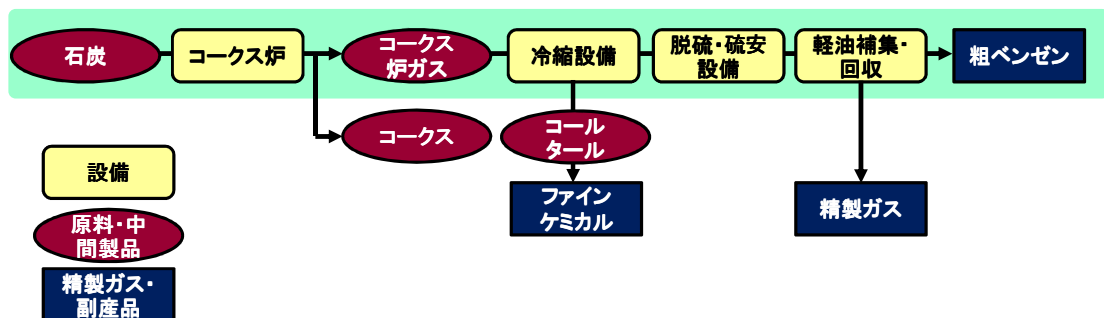 石炭
コークス炉
コークス
炉ガス
冷縮設備
脱硫・硫安
設備
軽油補集・
回収
粗ベンゼン
コークス
コール
タール
設備
ファイン
ケミカル
精製ガス
原料・中
間製品
精製ガス・
副産品